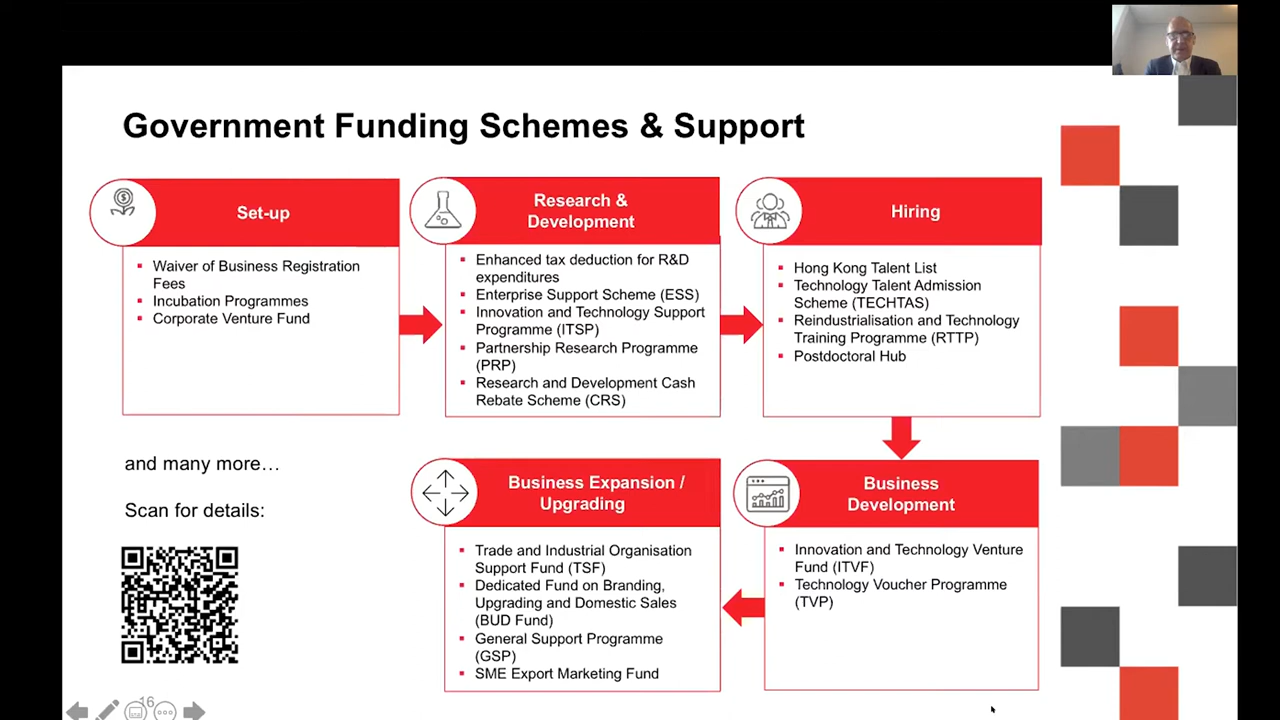 Government Funding Schemes & Support
Set-up
Waiver of Business Registration
Fees
Incubation Programmes
Corporate Venture Fund
Research &
Development
Enhanced tax deduction for R&D
expenditures
Enterprise Support Scheme (ESS)
Innovation and Technology Support
Programme (ITSP)
Partnership Research Programme
(PRP)
Research and Development Cash
Rebate Scheme (CRS)
Hiring
Hong Kong Talent List
Technology Talent Admission
Scheme (TECHTAS)
Reindustrialisation and Technology
Training Programme (RTTP)
Postdoctoral Hub
Business
Development
Innovation and Technology Venture
Fund (ITVF)
Technology Voucher Programme
(TVP)
Business Expansion /
Upgrading
Trade and Industrial Organisation
Support Fund (TSF)
Dedicated Fund on Branding,
Upgrading and Domestic Sales
(BUD Fund)
General Support Programme
(GSP)
SME Export Marketing Fund
and many more…
Scan for details:
16